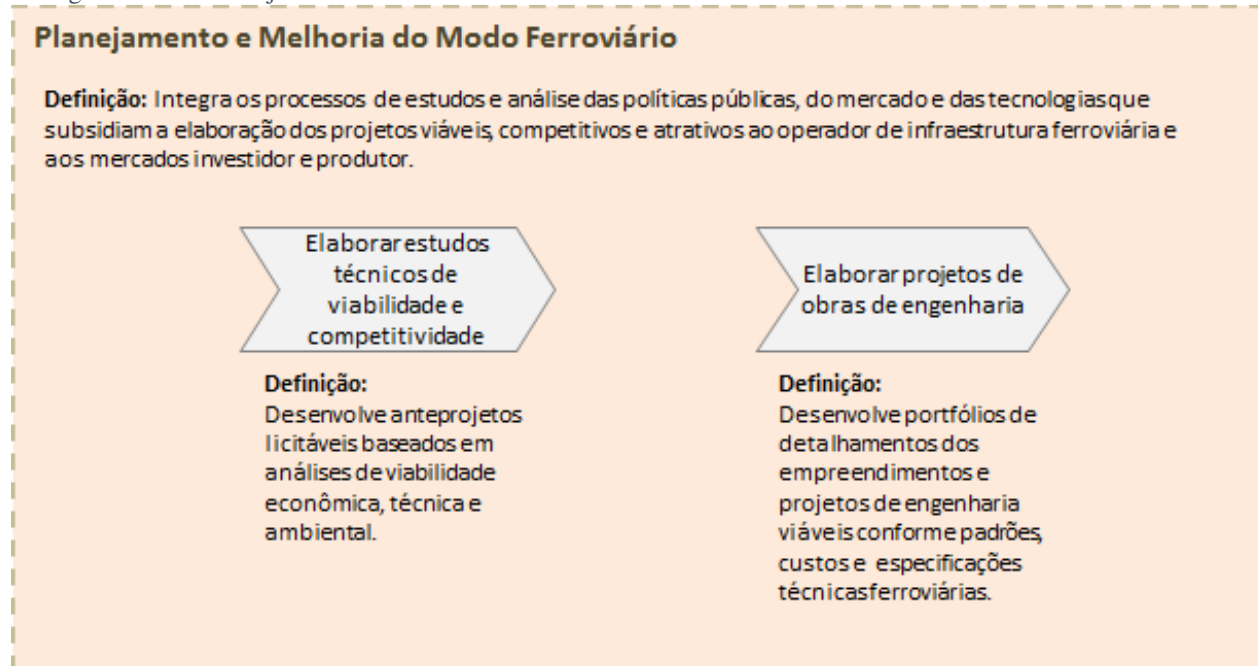 Planejamento e Melhoria do Modo Ferroviário
Definição: Integra os processos de estudos e análise das políticas públicas, do mercado e das tecnologias que
subsidiam a elaboração dos projetos viáveis, competitivos e atrativos ao operador de infraestrutura ferroviária e
aos mercados investidor e produtor.
Elaborar estudos
técnicos de
viabilidade e
competitividade
Definição:
Desenvolve anteprojetos
licitáveis baseados em
análises de viabilidade
econômica, técnica e
ambiental.
Elaborar projetos de
obras de engenharia
Definição:
Desenvolve portfólios de
detalhamentos dos
empreendimentos e
projetos de engenharia
viáveis conforme padrões,
custos e especificações
técnicas ferroviárias.